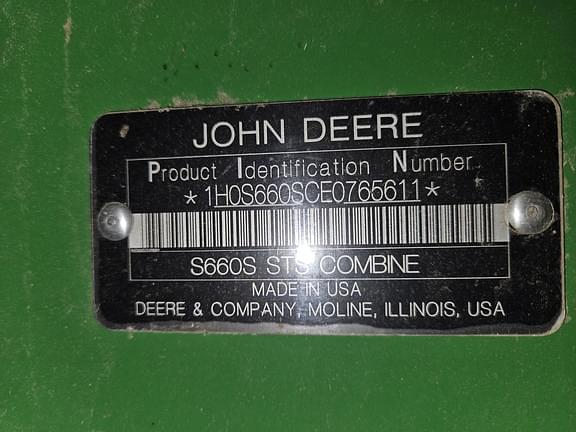 JOHN DEERE
Product Identification Number
*1H0S660SCE0765611*
S660S STS COMBINE
MADE IN USA
DEERE & COMPANY, MOLINE, ILLINOIS, USA